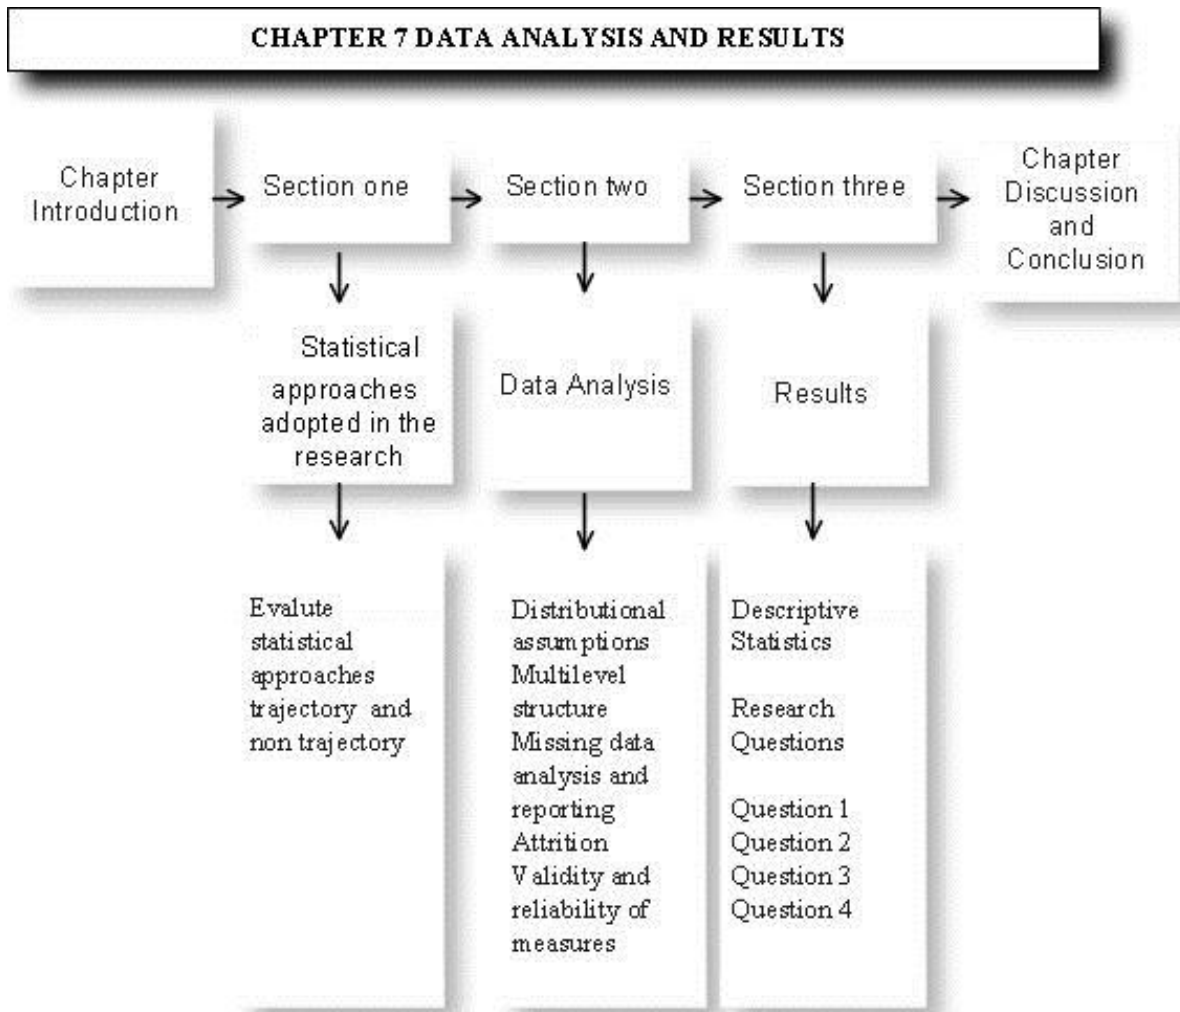 CHAPTER 7 DATA ANALYSIS AND RESULTS
Chapter
Introduction
Section one
Section two
Section three
Chapter
Discussion
and
Conclusion
Statistical
approaches
adopted in the
research
Data Analysis
Results
Evalute
statistical
approaches
trajectory and
non trajectory
Distributional
assumptions
Multilevel
structure
Missing data
analysis and
reporting
Attrition
Validity and
reliability of
measures
Descriptive
Statistics
Research
Questions
Question 1
Question 2
Question 3
Question 4